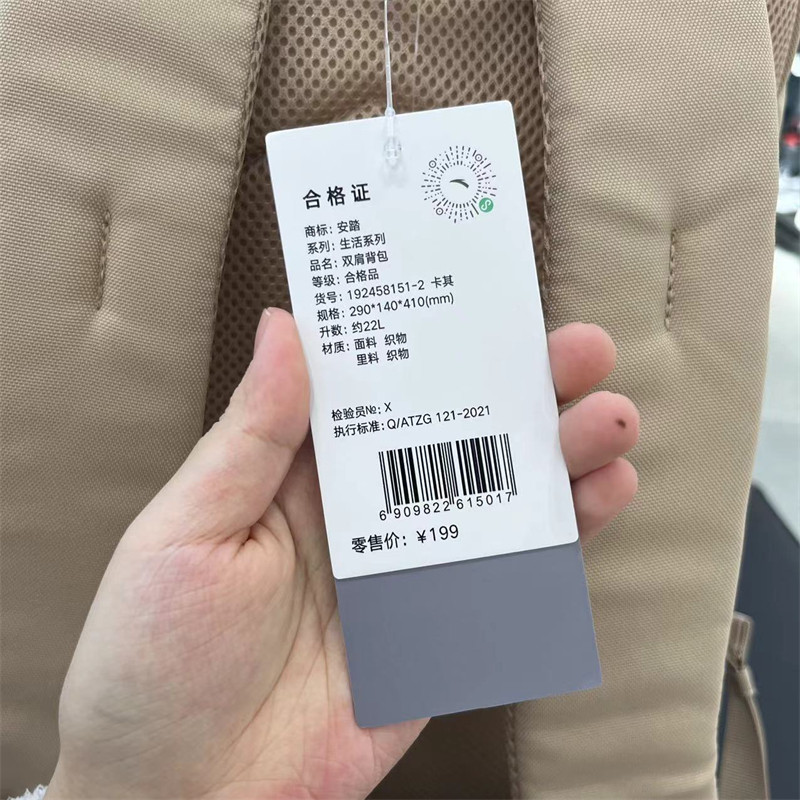 合格证
商标: 安踏
系列: 生活系列
品名: 双肩背包
等级: 合格品
货号: 192458151-2 卡其
规格: 290*140*410(mm)
升数: 约22L
材质: 面料 织物
里料 织物
检验员№: X
执行标准: Q/ATZG 121-2021
6 909822 615017
零售价: ¥199